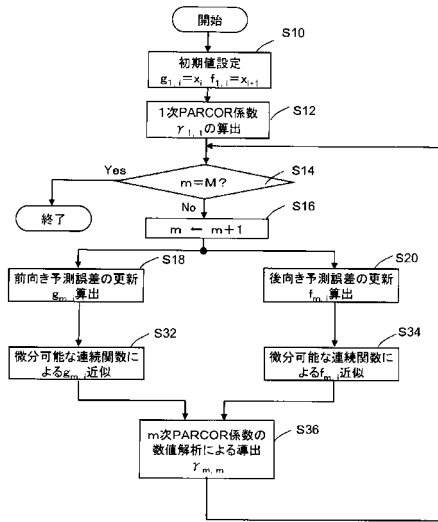 開始
S10
初期値設定
g1,i=xi f1,i=xi+1
S12
1次PARCOR係数
γ1,1の算出
S14
Yes
m=M?
終了
No
S16
m ← m+1
S18
前向き予測誤差の更新
gm,i算出
S20
後向き予測誤差の更新
fm,i算出
S32
微分可能な連続関数に
よるgm,i近似
S34
微分可能な連続関数に
よるfm,i近似
S36
m次PARCOR係数の
数値解析による導出
γm,m